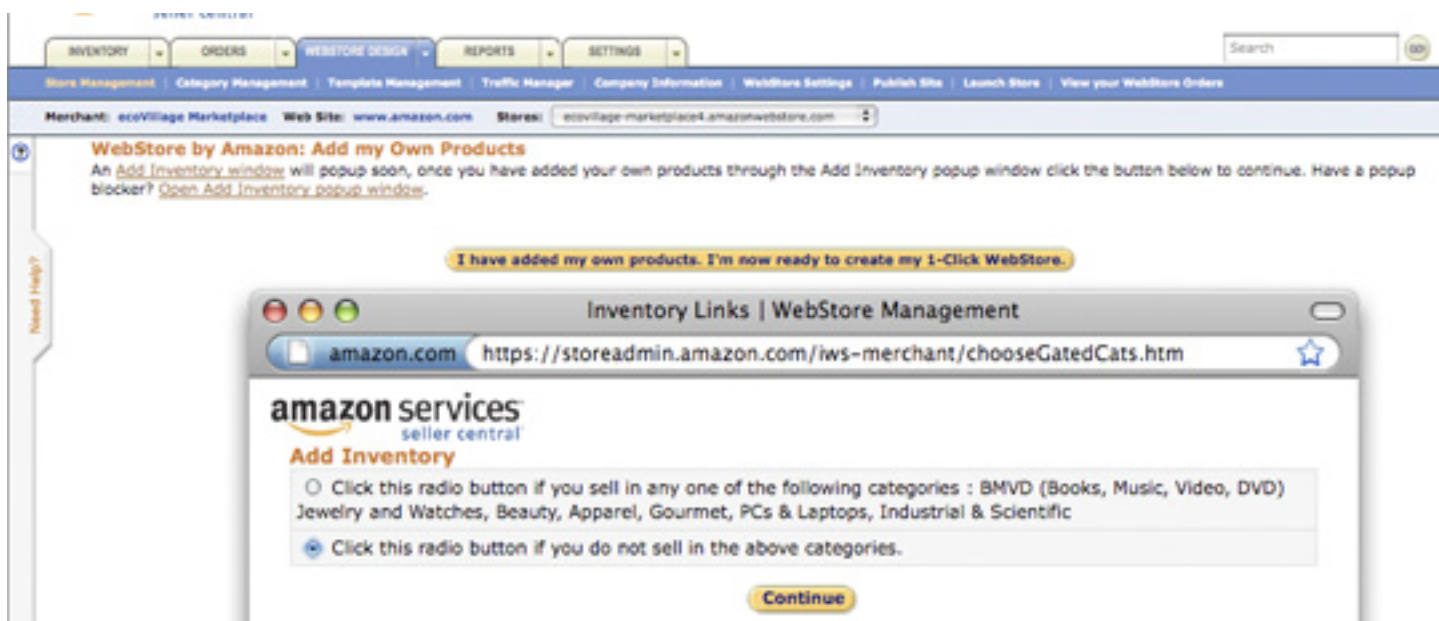 seller central
INVENTORY ORDERS WEBSTORE DESIGN REPORTS SETTINGS Search GO
Store Management | Category Management | Template Management | Traffic Manager | Company Information | WebStore Settings | Publish Site | Launch Store | View your WebStore Orders
Merchant: ecoVillage Marketplace Web Site: www.amazon.com Stores: ecovillage-marketplace4.amazonwebstore.com
WebStore by Amazon: Add my Own Products
An Add Inventory window will popup soon, once you have added your own products through the Add Inventory popup window click the button below to continue. Have a popup
blocker? Open Add Inventory popup window.
Need Help?
I have added my own products. I'm now ready to create my 1-Click WebStore.
Inventory Links | WebStore Management
amazon.com https://storeadmin.amazon.com/iws-merchant/chooseGatedCats.htm
amazon services
seller central
Add Inventory
Click this radio button if you sell in any one of the following categories : BMVD (Books, Music, Video, DVD)
Jewelry and Watches, Beauty, Apparel, Gourmet, PCs & Laptops, Industrial & Scientific
Click this radio button if you do not sell in the above categories.
Continue